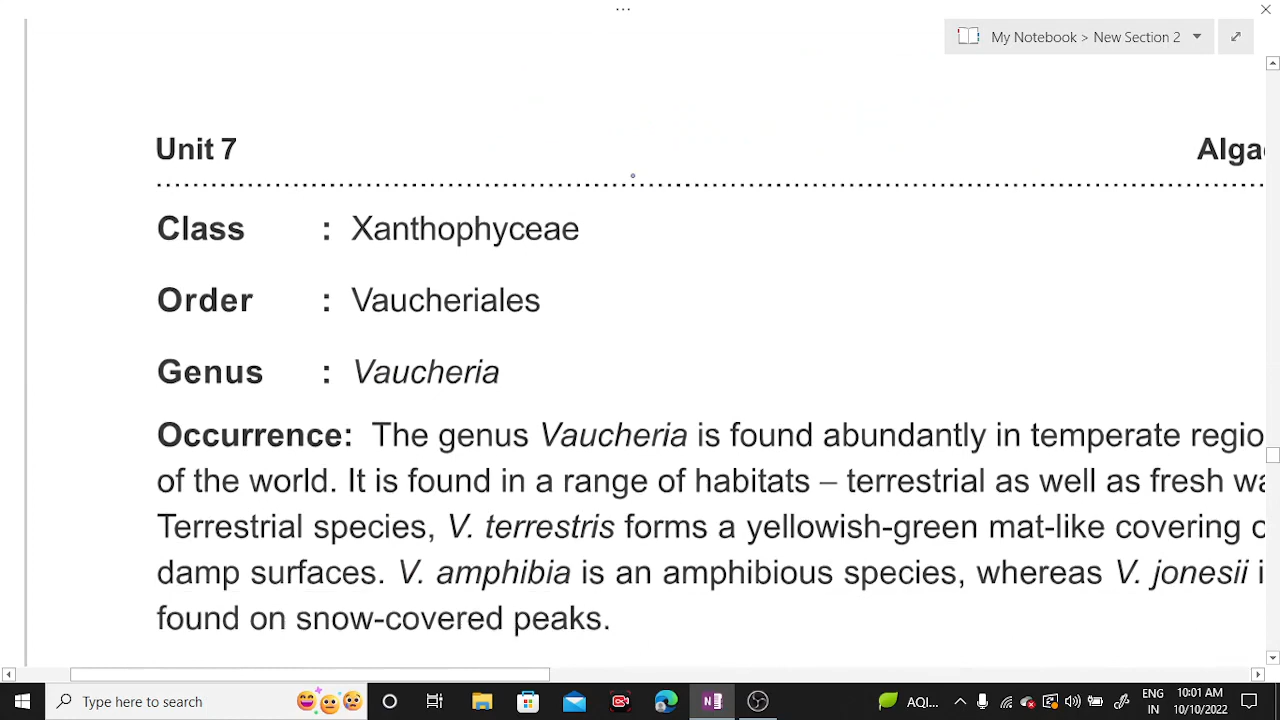 My Notebook > New Section 2
Unit 7
Class : Xanthophyceae
Order : Vaucheriales
Genus : Vaucheria
Occurrence: The genus Vaucheria is found abundantly in temperate
of the world. It is found in a range of habitats – terrestrial as well as fresh
Terrestrial species, V. terrestris forms a yellowish-green mat-like covering
damp surfaces. V. amphibia is an amphibious species, whereas V. jonesii
found on snow-covered peaks.
Type here to search
AQI...
ENG
IN
10:01 AM
10/10/2022